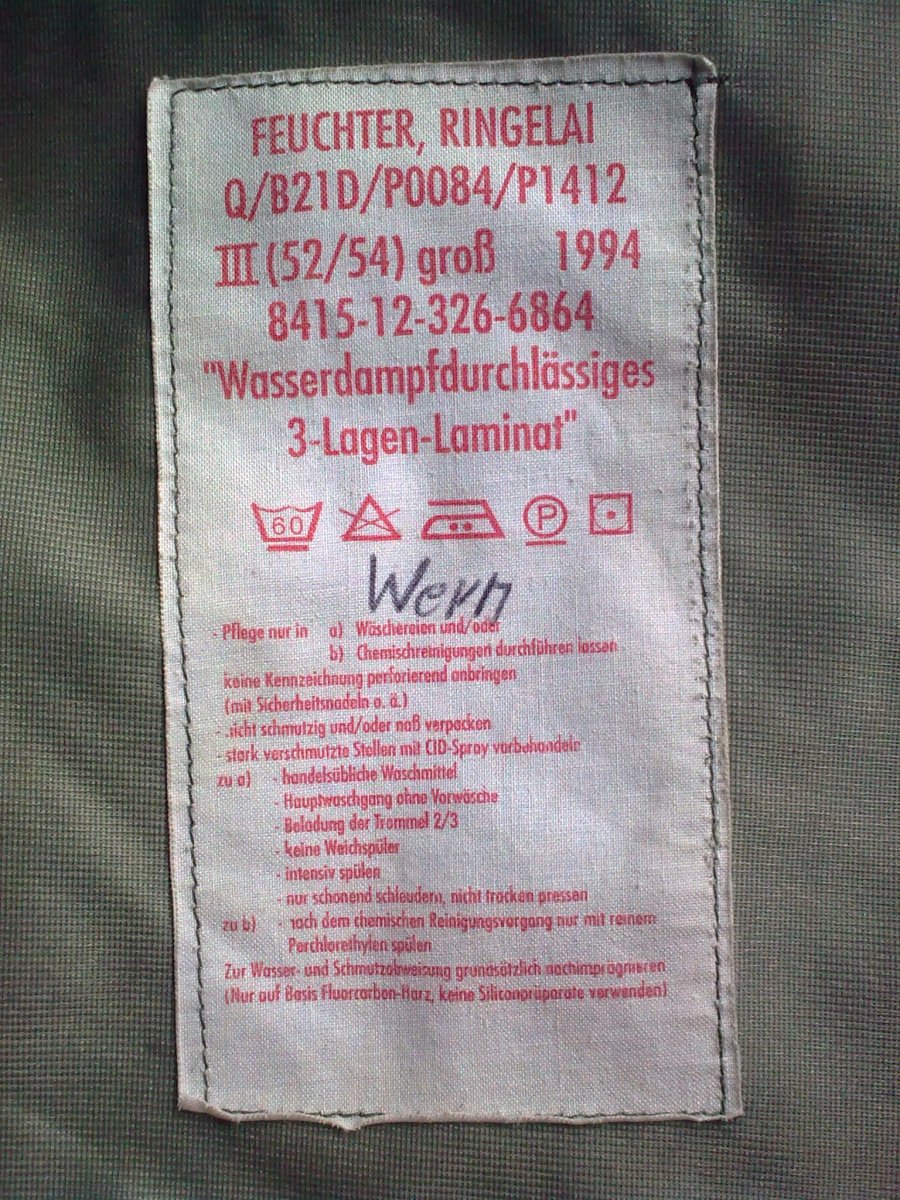 FEUCHTER, RINGELAI
Q/B21D/P0084/P1412
III (52/54) groß 1994
8415-12-326-6864
"Wasserdampfdurchlässiges
3-Lagen-Laminat"
60 P
Wern
- Pflege nur in a) Wäschereien und/oder
b) Chemischreinigungen durchführen lassen
keine Kennzeichnung perforierend anbringen
(mit Sicherheitsnadeln o. ä.)
- nicht schmutzig und/oder naß verpacken
- stark verschmutzte Stellen mit CID-Spray vorbehandeln
zu a) - handelsübliche Waschmittel
- Hauptwaschgang ohne Vorwäsche
- Beladung der Trommel 2/3
- keine Weichspüler
- intensiv spülen
- nur schonend schleudern, nicht trocken pressen
zu b) - nach dem chemischen Reinigungsvorgang nur mit reinem
Perchlorethylen spülen
Zur Wasser- und Schmutzabweisung grundsätzlich nachimprägnieren
(Nur auf Basis Fluorcarbon-Harz, keine Siliconpräparate verwenden)